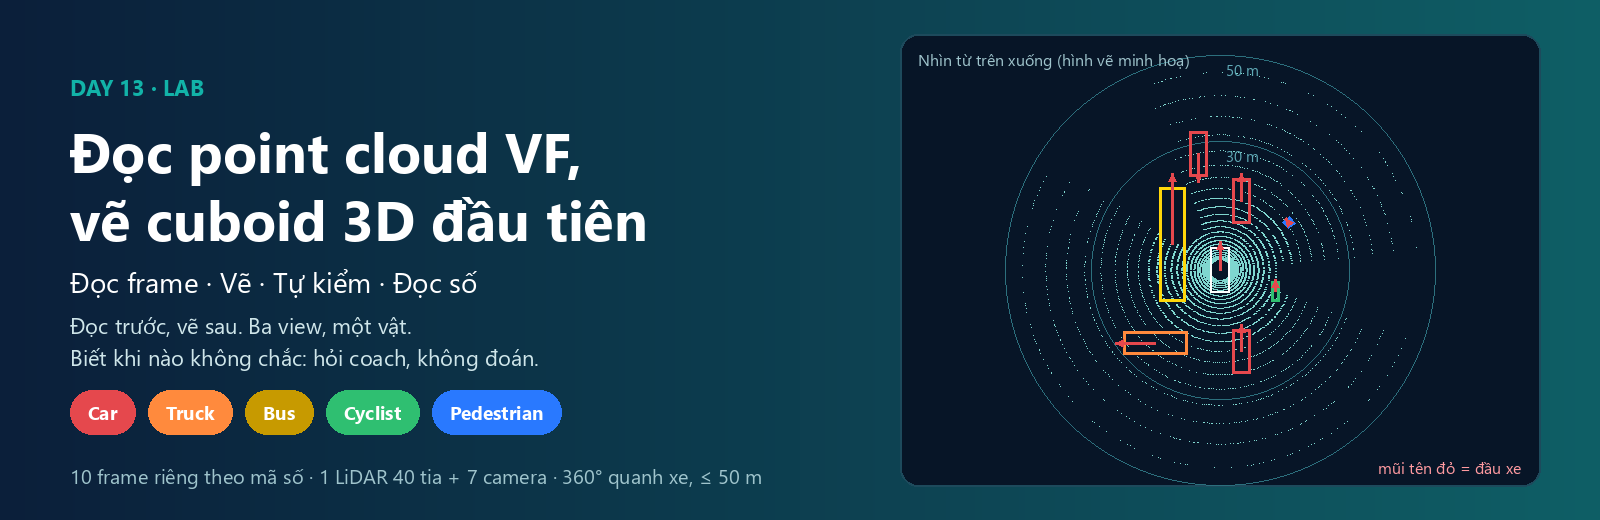 DAY 13 · LAB
Đọc point cloud VF,
vẽ cuboid 3D đầu tiên
Đọc frame · Vẽ · Tự kiểm · Đọc số
Đọc trước, vẽ sau. Ba view, một vật.
Biết khi nào không chắc: hỏi coach, không đoán.
Car Truck Bus Cyclist Pedestrian
10 frame riêng theo mã số · 1 LiDAR 40 tia + 7 camera · 360° quanh xe, ≤ 50 m
Nhìn từ trên xuống (hình vẽ minh hoạ)
50 m
30 m
mũi tên đỏ = đầu xe